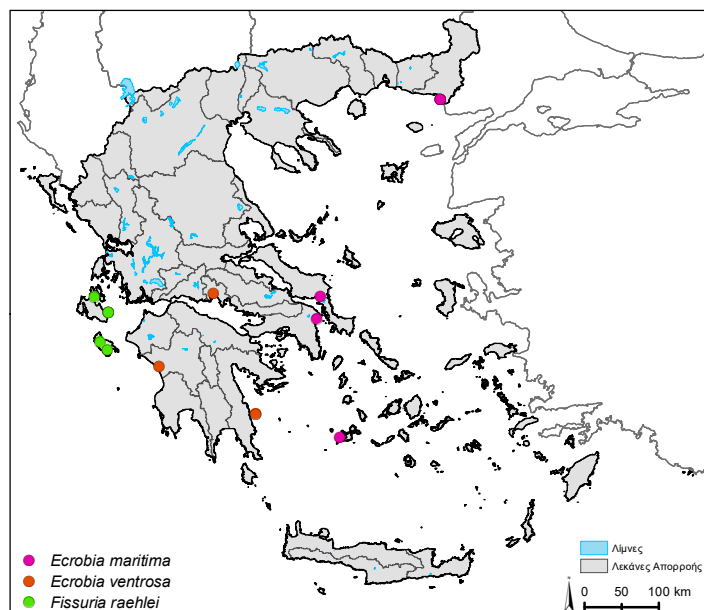 Ecrobia maritima
Ecrobia ventrosa
Fissuria raehlei
Λίμνες
Λεκάνες Απορροής
0 50 100 km